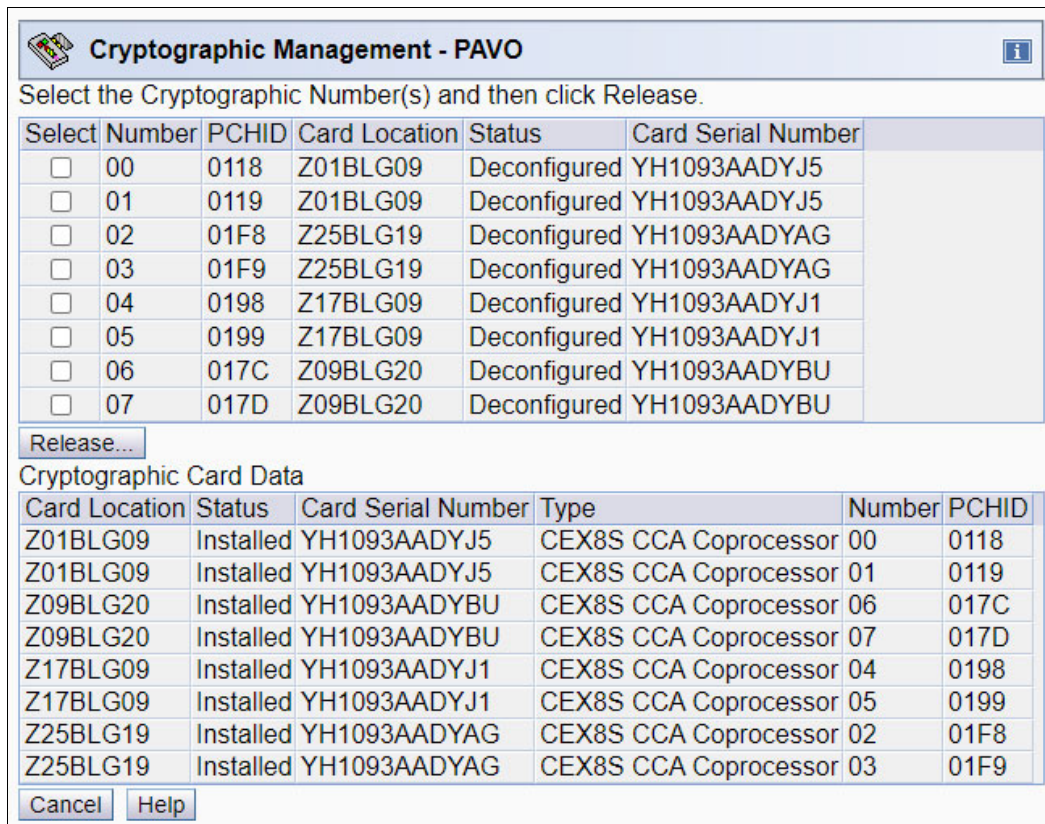 Cryptographic Management - PAVO
Select the Cryptographic Number(s) and then click Release.
Select Number PCHID Card Location Status Card Serial Number
00 0118 Z01BLG09 Deconfigured YH1093AADYJ5
01 0119 Z01BLG09 Deconfigured YH1093AADYJ5
02 01F8 Z25BLG19 Deconfigured YH1093AADYAG
03 01F9 Z25BLG19 Deconfigured YH1093AADYAG
04 0198 Z17BLG09 Deconfigured YH1093AADYJ1
05 0199 Z17BLG09 Deconfigured YH1093AADYJ1
06 017C Z09BLG20 Deconfigured YH1093AADYBU
07 017D Z09BLG20 Deconfigured YH1093AADYBU
Release...
Cryptographic Card Data
Card Location Status Card Serial Number Type Number PCHID
Z01BLG09 Installed YH1093AADYJ5 CEX8S CCA Coprocessor 00 0118
Z01BLG09 Installed YH1093AADYJ5 CEX8S CCA Coprocessor 01 0119
Z09BLG20 Installed YH1093AADYBU CEX8S CCA Coprocessor 06 017C
Z09BLG20 Installed YH1093AADYBU CEX8S CCA Coprocessor 07 017D
Z17BLG09 Installed YH1093AADYJ1 CEX8S CCA Coprocessor 04 0198
Z17BLG09 Installed YH1093AADYJ1 CEX8S CCA Coprocessor 05 0199
Z25BLG19 Installed YH1093AADYAG CEX8S CCA Coprocessor 02 01F8
Z25BLG19 Installed YH1093AADYAG CEX8S CCA Coprocessor 03 01F9
Cancel Help